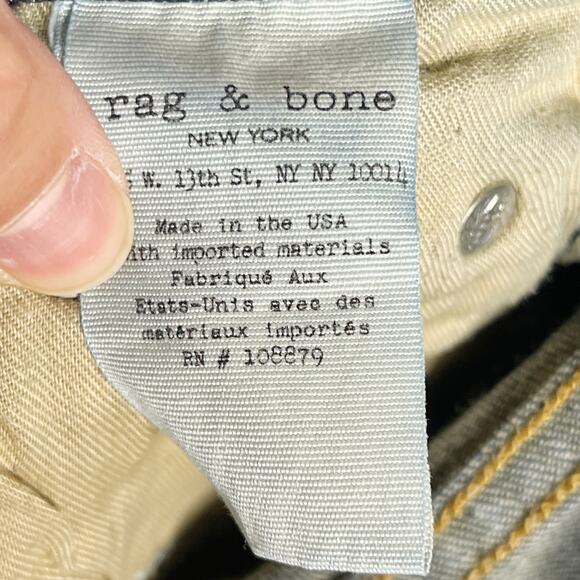 rag & bone
NEW YORK
W. 13th St, NY NY 10014
Made in the USA
ith imported materials
Fabriqué Aux
Etats-Unis avec des
matériaux importés
RN # 108879